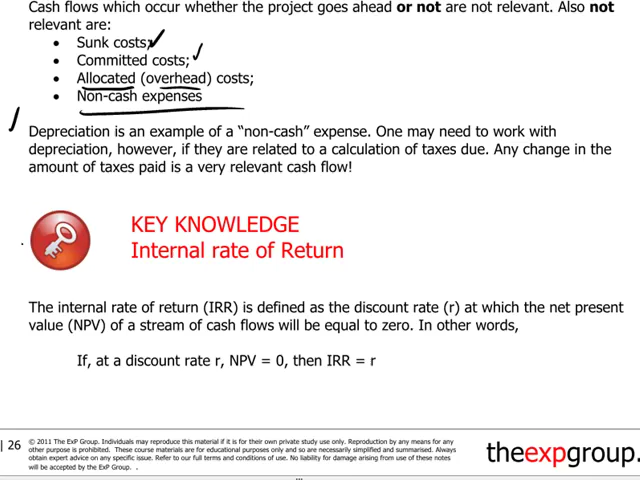 Cash flows which occur whether the project goes ahead or not are not relevant. Also not
relevant are:
• Sunk costs;
• Committed costs;
• Allocated (overhead) costs;
• Non-cash expenses
Depreciation is an example of a “non-cash” expense. One may need to work with
depreciation, however, if they are related to a calculation of taxes due. Any change in the
amount of taxes paid is a very relevant cash flow!
KEY KNOWLEDGE
Internal rate of Return
The internal rate of return (IRR) is defined as the discount rate (r) at which the net present
value (NPV) of a stream of cash flows will be equal to zero. In other words,
If, at a discount rate r, NPV = 0, then IRR = r
| 26
© 2011 The ExP Group. Individuals may reproduce this material if it is for their own private study use only. Reproduction by any means for any
other purpose is prohibited. These course materials are for educational purposes only and so are necessarily simplified and summarised. Always
obtain expert advice on any specific issue. Refer to our full terms and conditions of use. No liability for damage arising from use of these notes
will be accepted by the ExP Group. .
theexpgroup.